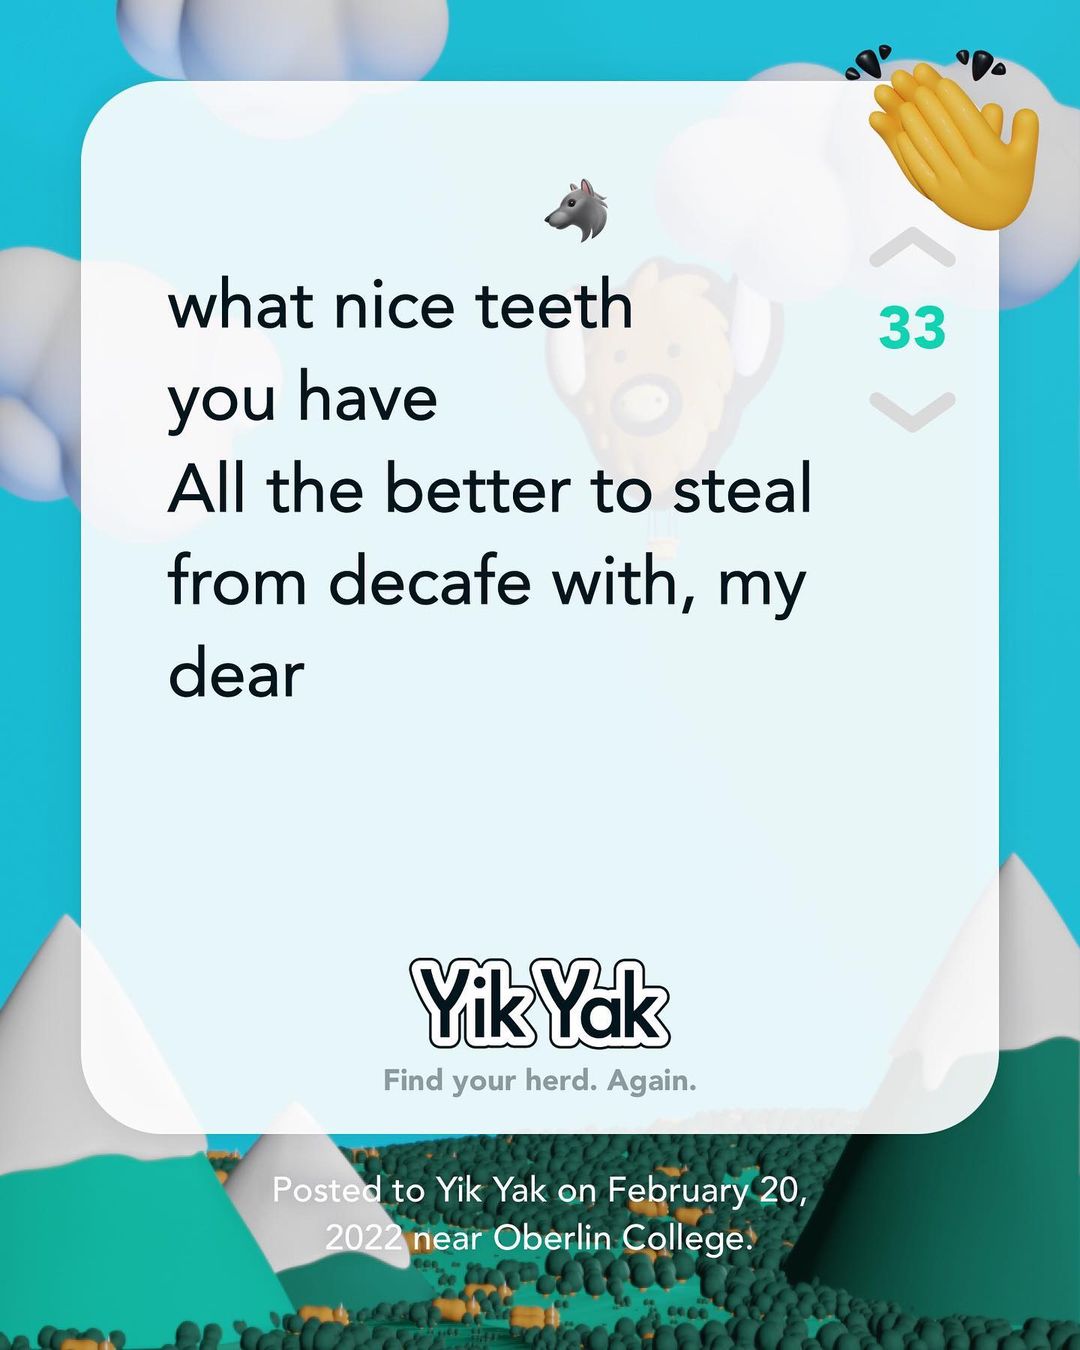 what nice teeth
you have
All the better to steal
from decafe with, my
dear
33
Yik Yak
Find your herd. Again.
Posted to Yik Yak on February 20,
2022 near Oberlin College.